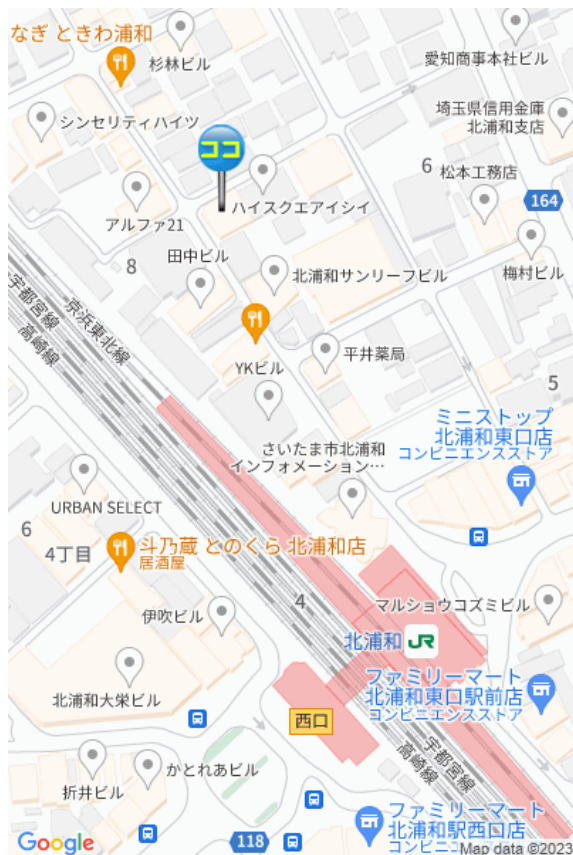 なぎ ときわ浦和
杉林ビル
愛知商事本社ビル
シンセリティハイツ
埼玉県信用金庫
北浦和支店
ココ
6
松本工務店
164
ハイスクエアイシイ
アルファ21
田中ビル
8
北浦和サンリーフビル
梅村ビル
京浜東北線
宇都宮線
高崎線
平井薬局
YKビル
5
ミニストップ
北浦和東口店
コンビニエンスストア
さいたま市北浦和
インフォメーション…
URBAN SELECT
6
4丁目
斗乃蔵 とのくら 北浦和店
居酒屋
4
伊吹ビル
マルショウコズミビル
北浦和
JR
北浦和大栄ビル
ファミリーマート
北浦和東口駅前店
コンビニエンスストア
西口
宇都宮線
高崎線
かとれあビル
折井ビル
ファミリーマート
北浦和駅西口店
コンビニ
118
Google
Map data ©2023